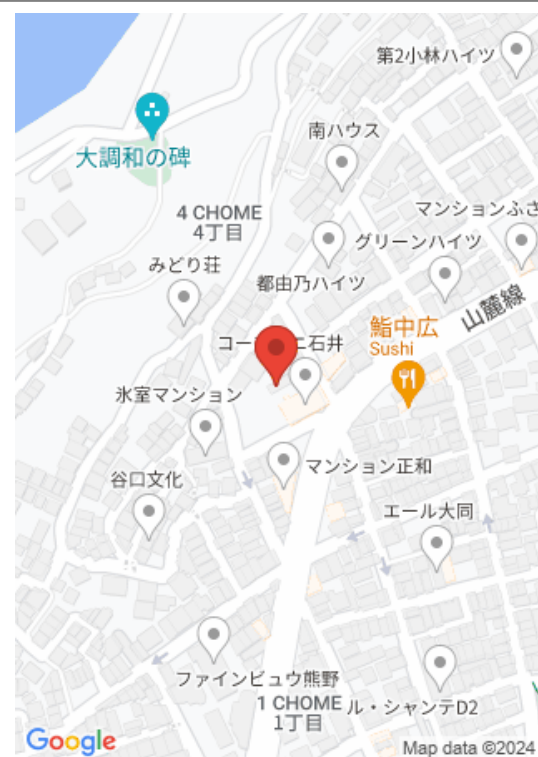 第2小林ハイツ
南ハウス
大調和の碑
4 CHOME
4丁目
マンションふさ
グリーンハイツ
みどり荘
都由乃ハイツ
山麓線
鮨中広
Sushi
コー
ニ石井
氷室マンション
マンション正和
谷口文化
エール大同
ファインビュウ熊野
1 CHOME
1丁目
ル・シャンテD2
Google
Map data ©2024